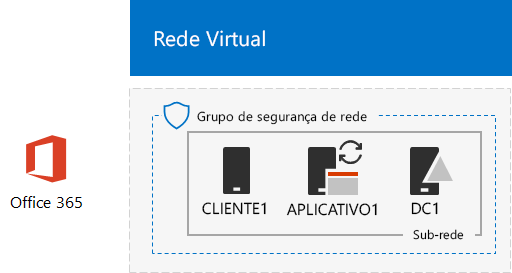 Rede Virtual
Grupo de segurança de rede
Office 365
CLIENTE1
APLICATIVO1
DC1
Sub-rede